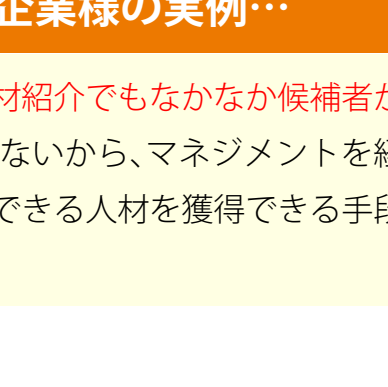 企業様の実例…
材紹介でもなかなか候補者が
ないから、マネジメントを経
できる人材を獲得できる手段